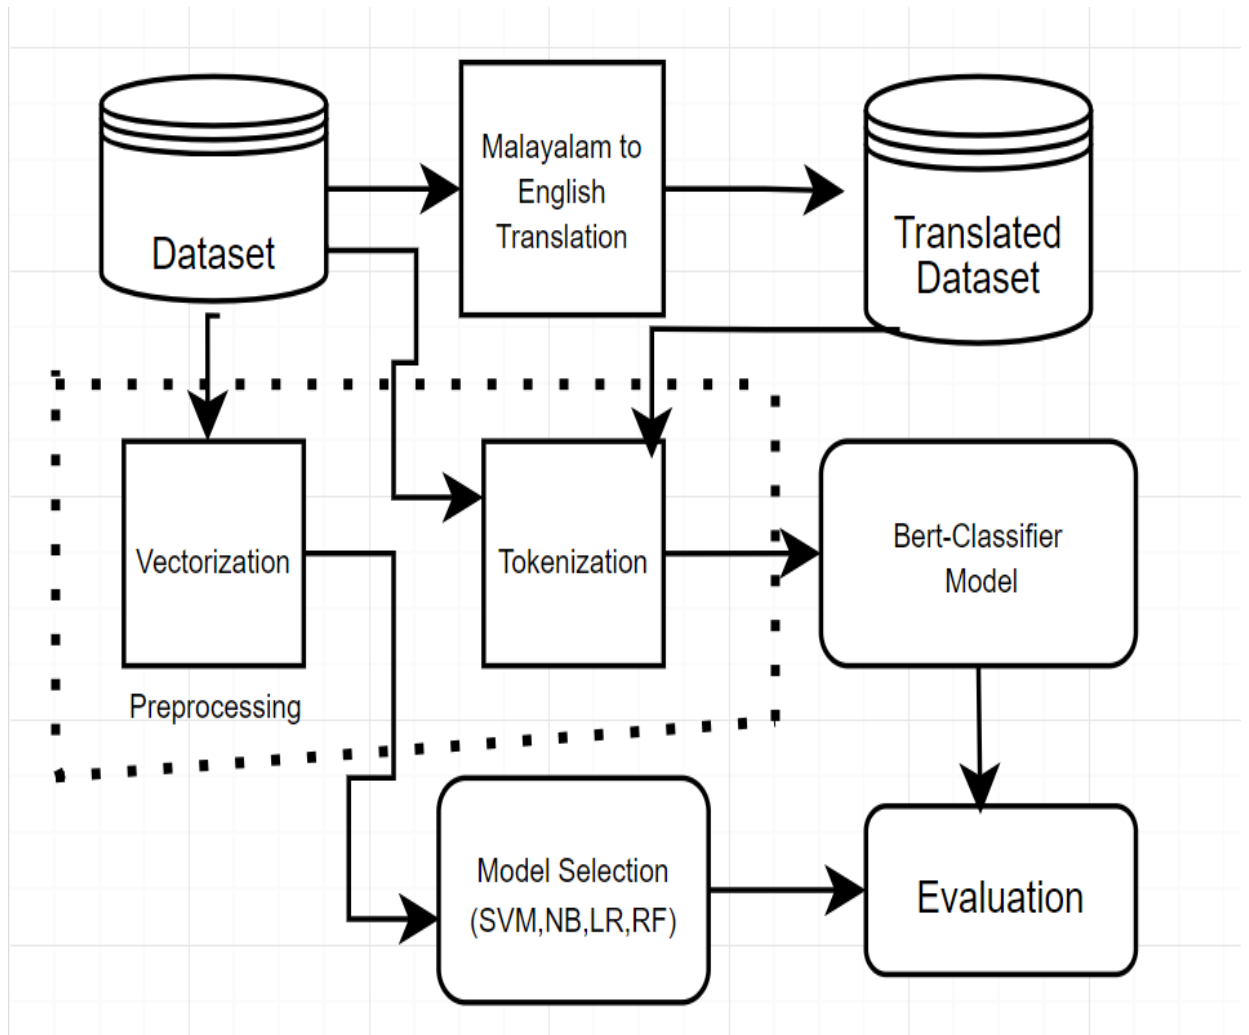 Dataset
Malayalam to
English
Translation
Translated
Dataset
Vectorization
Tokenization
Bert-Classifier
Model
Preprocessing
Model Selection
(SVM,NB,LR,RF)
Evaluation